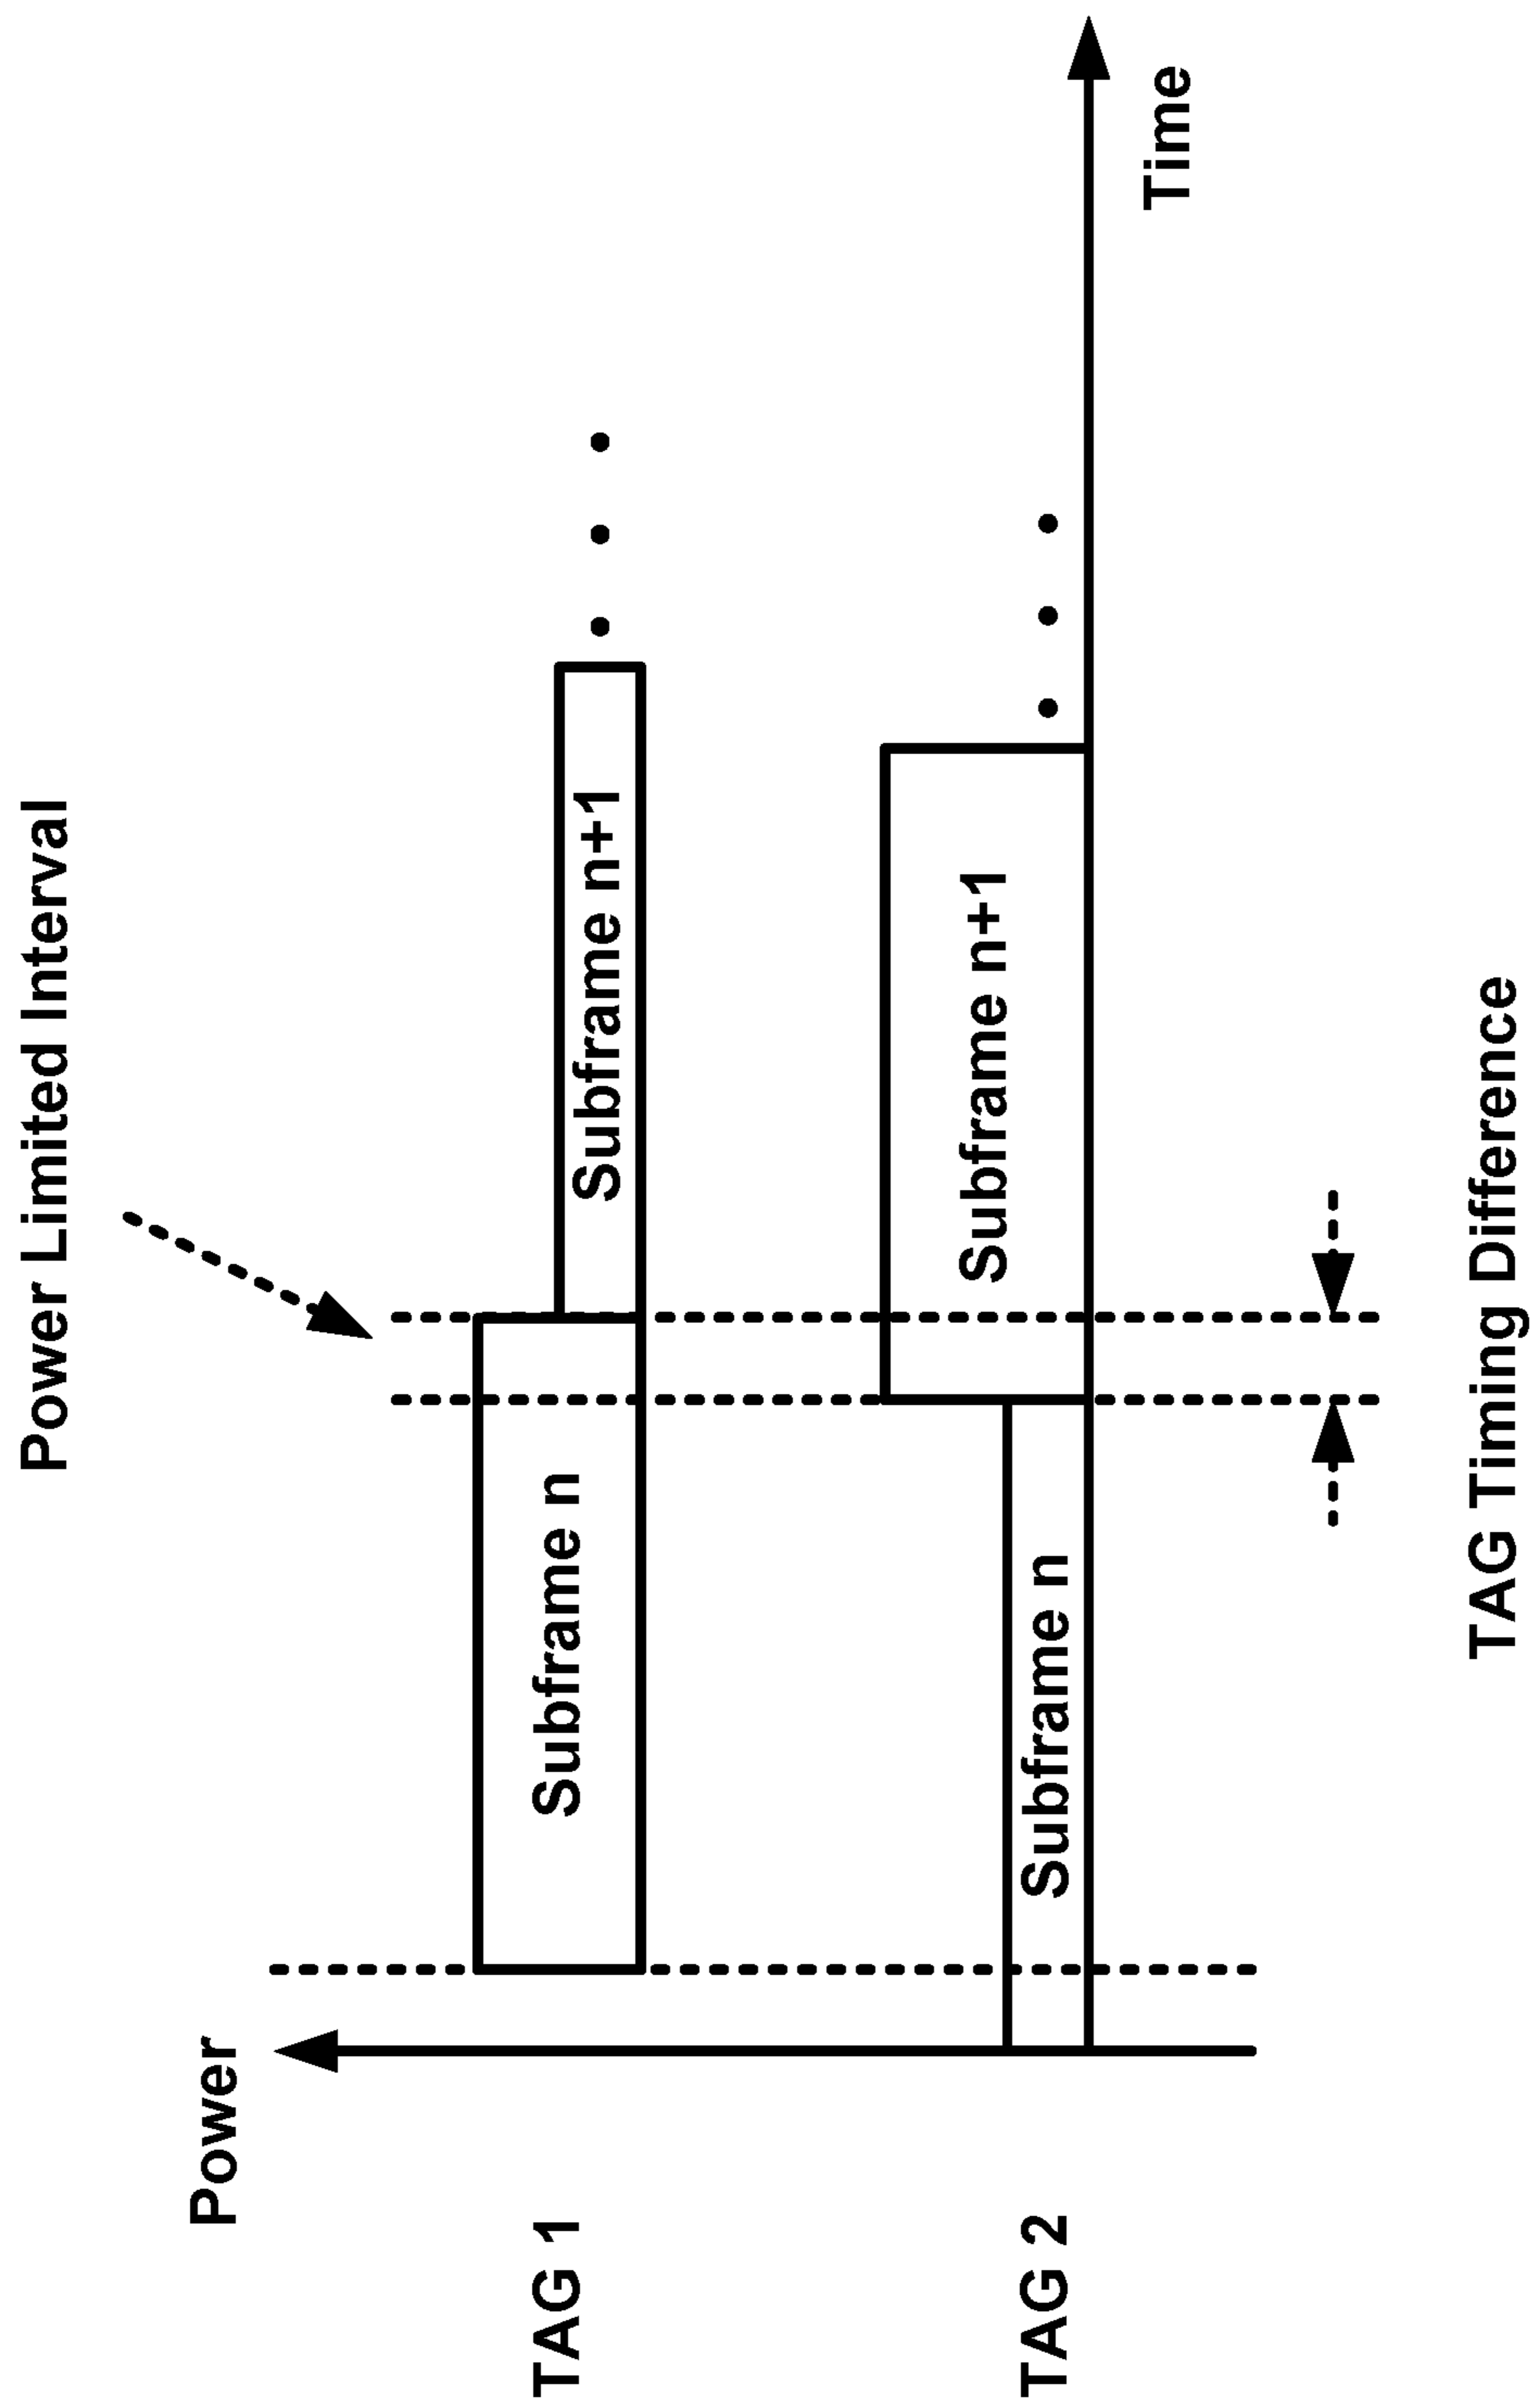 Power Limited Interval
Power
TAG 1
Subframe n
Subframe n+1
TAG 2
Subframe n
Subframe n+1
Time
TAG Timing Difference